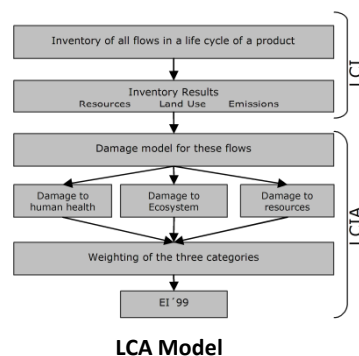 Inventory of all flows in a life cycle of a product
Inventory Results
Resources Land Use Emissions
LCI
Damage model for these flows
Damage to
human health
Damage to
Ecosystem
Damage to
resources
Weighting of the three categories
EI´99
LCIA
LCA Model